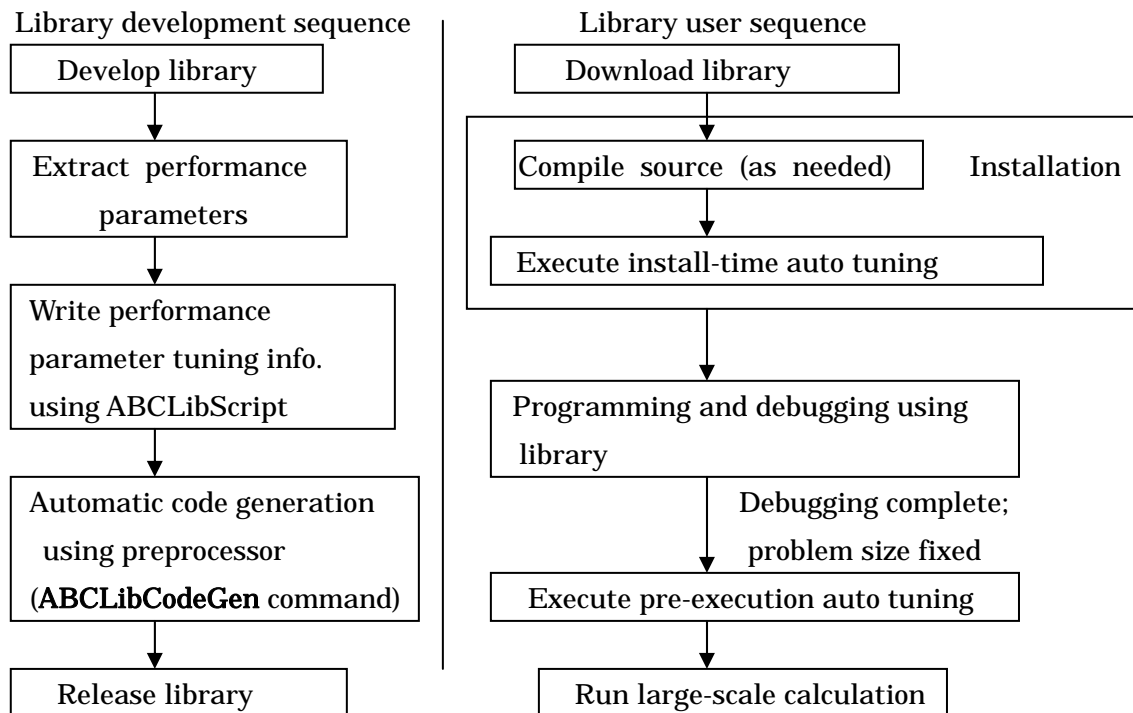 Library development sequence
Develop library
Extract performance
parameters
Write performance
parameter tuning info.
using ABCLibScript
Automatic code generation
using preprocessor
(ABCLibCodeGen command)
Release library
Library user sequence
Download library
Compile source (as needed)
Installation
Execute install-time auto tuning
Programming and debugging using
library
Debugging complete;
problem size fixed
Execute pre-execution auto tuning
Run large-scale calculation